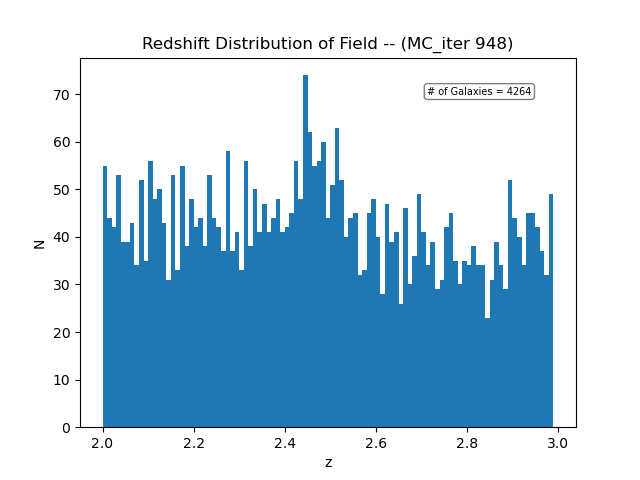 Redshift Distribution of Field -- (MC_iter 948)
# of Galaxies = 4264
70
60
50
40
30
20
10
0
N
2.0 2.2 2.4 2.6 2.8 3.0
z